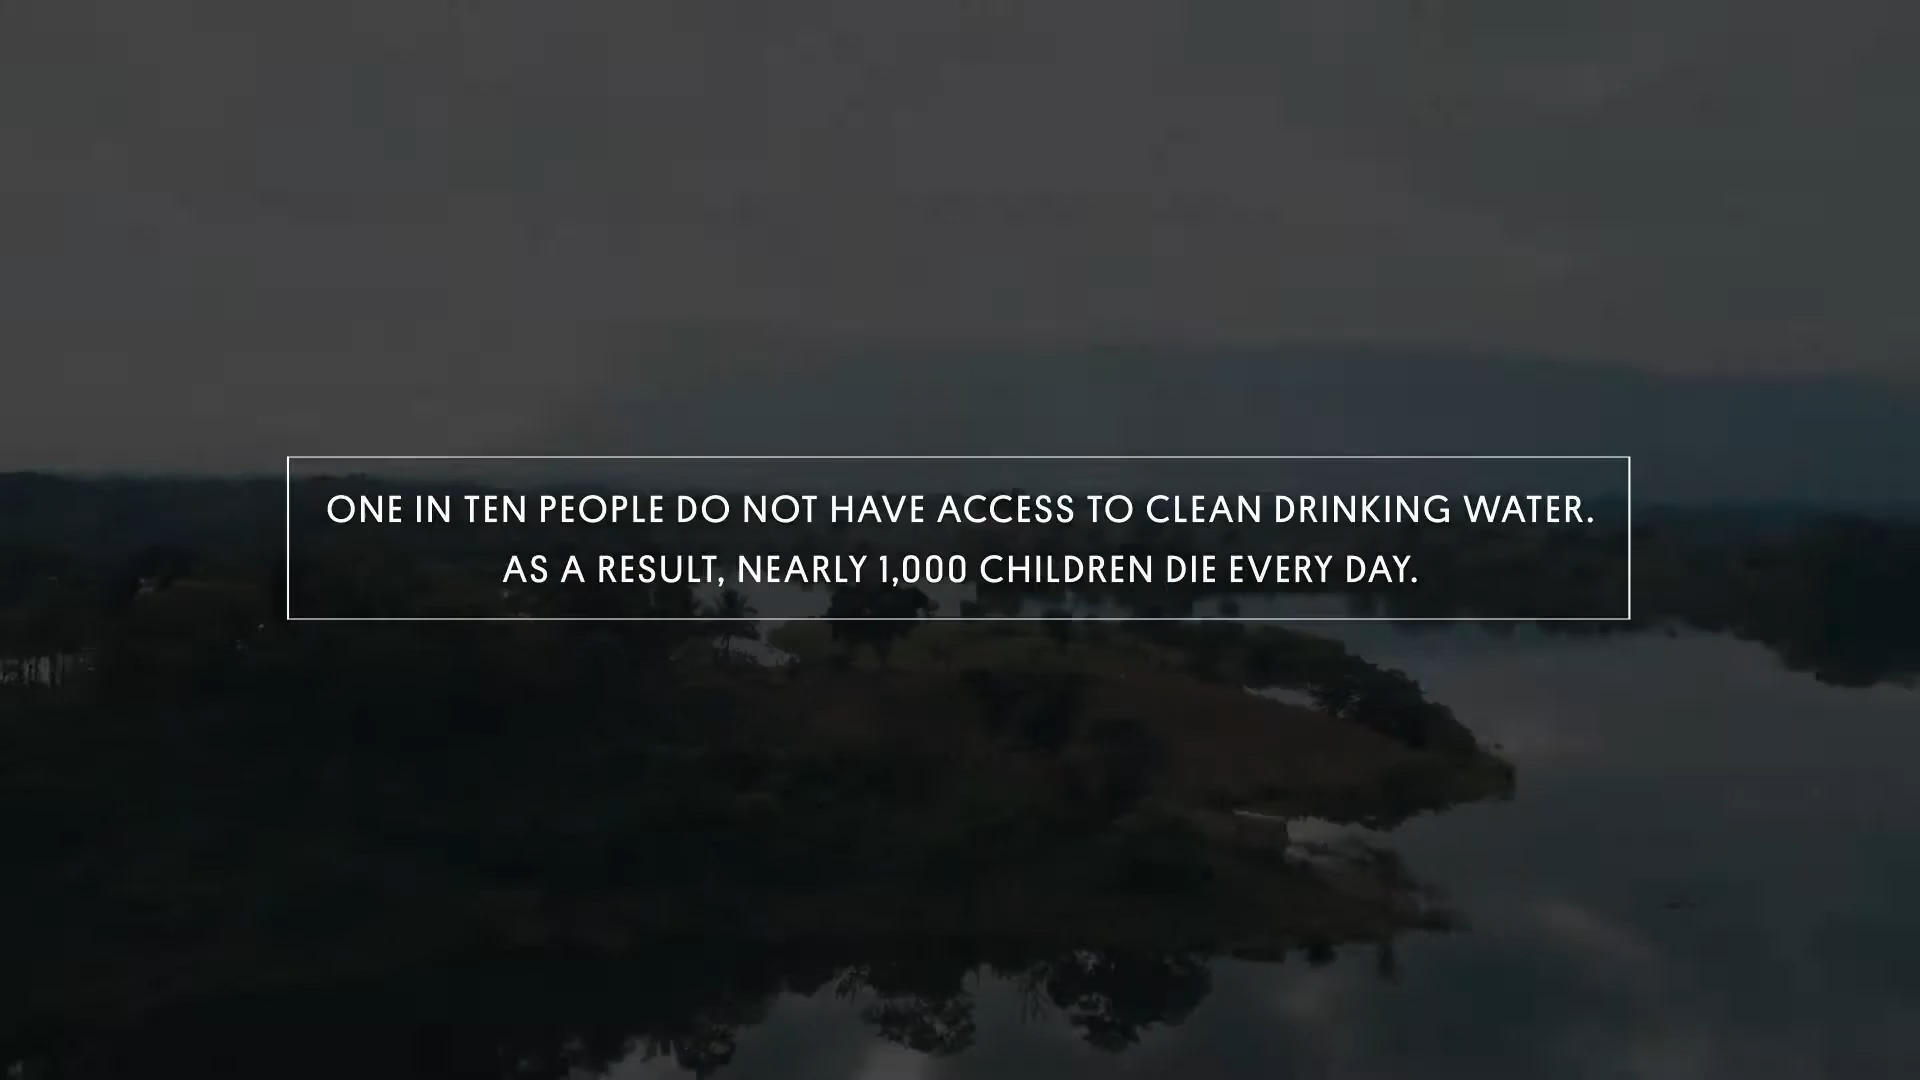 ONE IN TEN PEOPLE DO NOT HAVE ACCESS TO CLEAN DRINKING WATER.
AS A RESULT, NEARLY 1,000 CHILDREN DIE EVERY DAY.